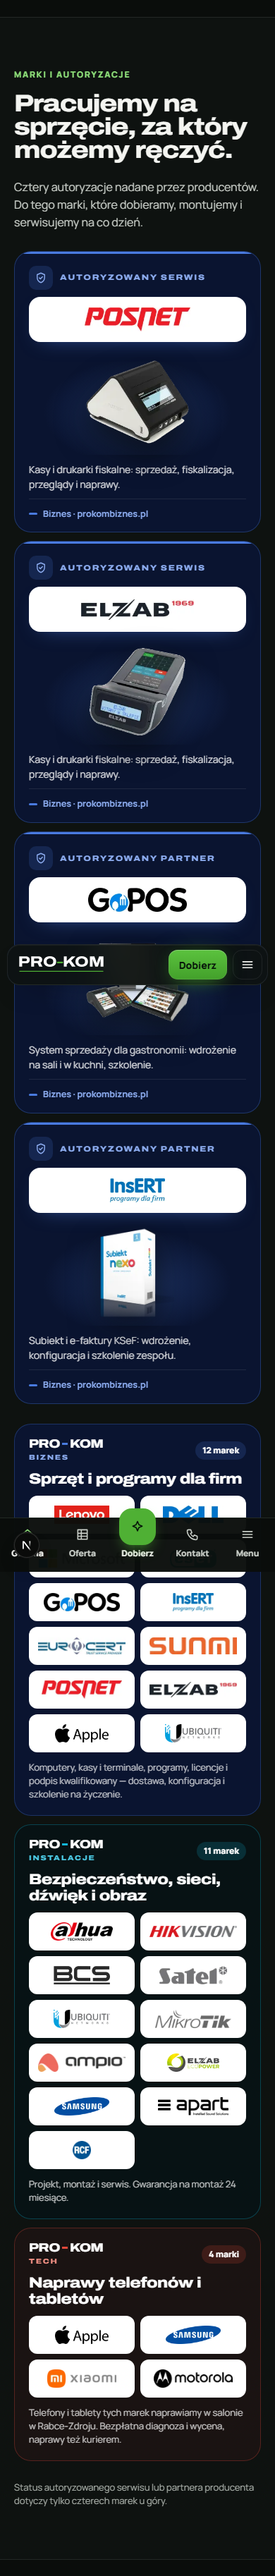 MARKI I AUTORYZACJE
Pracujemy na
sprzęcie, za który
możemy ręczyć.
Cztery autoryzacje nadane przez producentów.
Do tego marki, które dobieramy, montujemy i
serwisujemy na co dzień.
AUTORYZOWANY SERWIS
POSNET
Kasy i drukarki fiskalne: sprzedaż, fiskalizacja,
przeglądy i naprawy.
Biznes · prokombiznes.pl
AUTORYZOWANY SERWIS
ELZAB 1969
ELZAB
Kasy i drukarki fiskalne: sprzedaż, fiskalizacja,
przeglądy i naprawy.
Biznes · prokombiznes.pl
AUTORYZOWANY PARTNER
GoPOS
PRO-KOM
Dobierz
System sprzedaży dla gastronomii: wdrożenie
na sali i w kuchni, szkolenie.
Biznes · prokombiznes.pl
AUTORYZOWANY PARTNER
InsERT
programy dla firm
Subiekt
nexo
Subiekt i e-faktury KSeF: wdrożenie,
konfiguracja i szkolenie zespołu.
Biznes · prokombiznes.pl
PRO-KOM
BIZNES
12 marek
Sprzęt i programy dla firm
Lenovo
DELL
N
Oferta
Dobierz
Kontakt
Menu
GoPOS
InsERT
programy dla firm
EUROCERT
SUNMI
POSNET
ELZAB 1969
Apple
UBIQUITI
NETWORKS
Komputery, kasy i terminale, programy, licencje i
podpis kwalifikowany — dostawa, konfiguracja i
szkolenie na życzenie.
PRO-KOM
INSTALACJE
11 marek
Bezpieczeństwo, sieci,
dźwięk i obraz
alhua
TECHNOLOGY
HIKVISION
BCS
Satel
UBIQUITI
NETWORKS
MikroTik
ampio
ELZAB
POWER
SAMSUNG
apart
RCF
Projekt, montaż i serwis. Gwarancja na montaż 24
miesiące.
PRO-KOM
TECH
4 marki
Naprawy telefonów i
tabletów
Apple
SAMSUNG
xiaomi
motorola
Telefony i tablety tych marek naprawiamy w salonie
w Rabce-Zdroju. Bezpłatna diagnoza i wycena,
naprawy też kurierem.
Status autoryzowanego serwisu lub partnera producenta
dotyczy tylko czterech marek u góry.